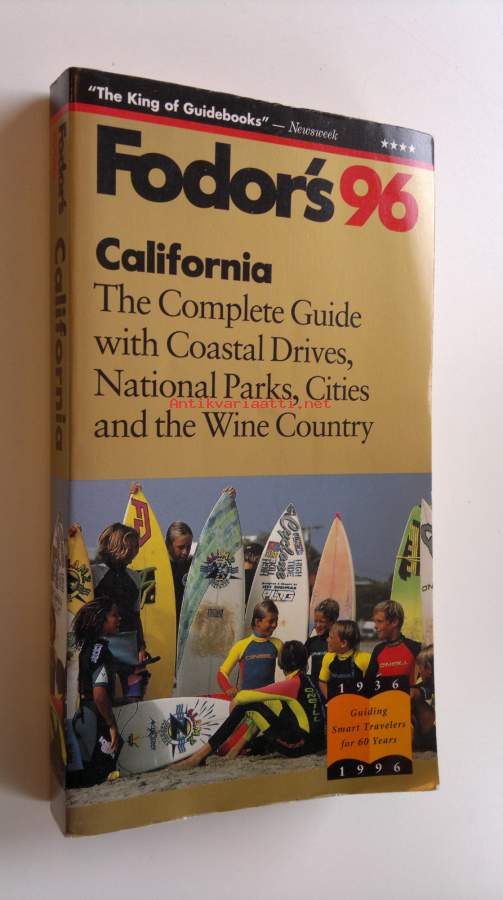 "The King of Guidebooks" — Newsweek
★★★★
Fodor's 96
California
The Complete Guide
with Coastal Drives,
National Parks, Cities
Antikvariaatti.net
and the Wine Country
1936
Guiding
Smart Travelers
for 60 Years
1996
O'NEILL
Fodor's
California